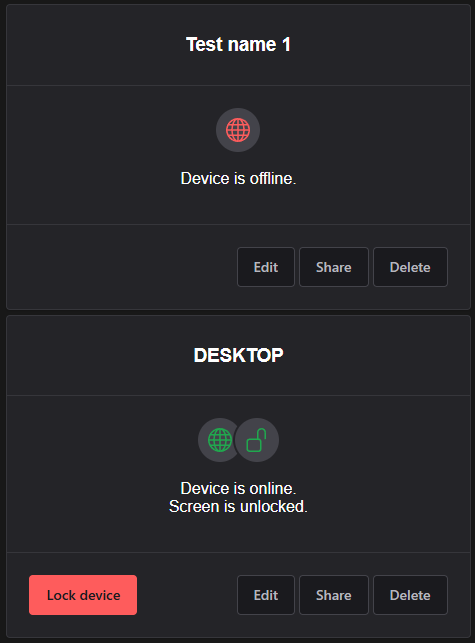 Test name 1
Device is offline.
Edit Share Delete
DESKTOP
Device is online.
Screen is unlocked.
Lock device Edit Share Delete